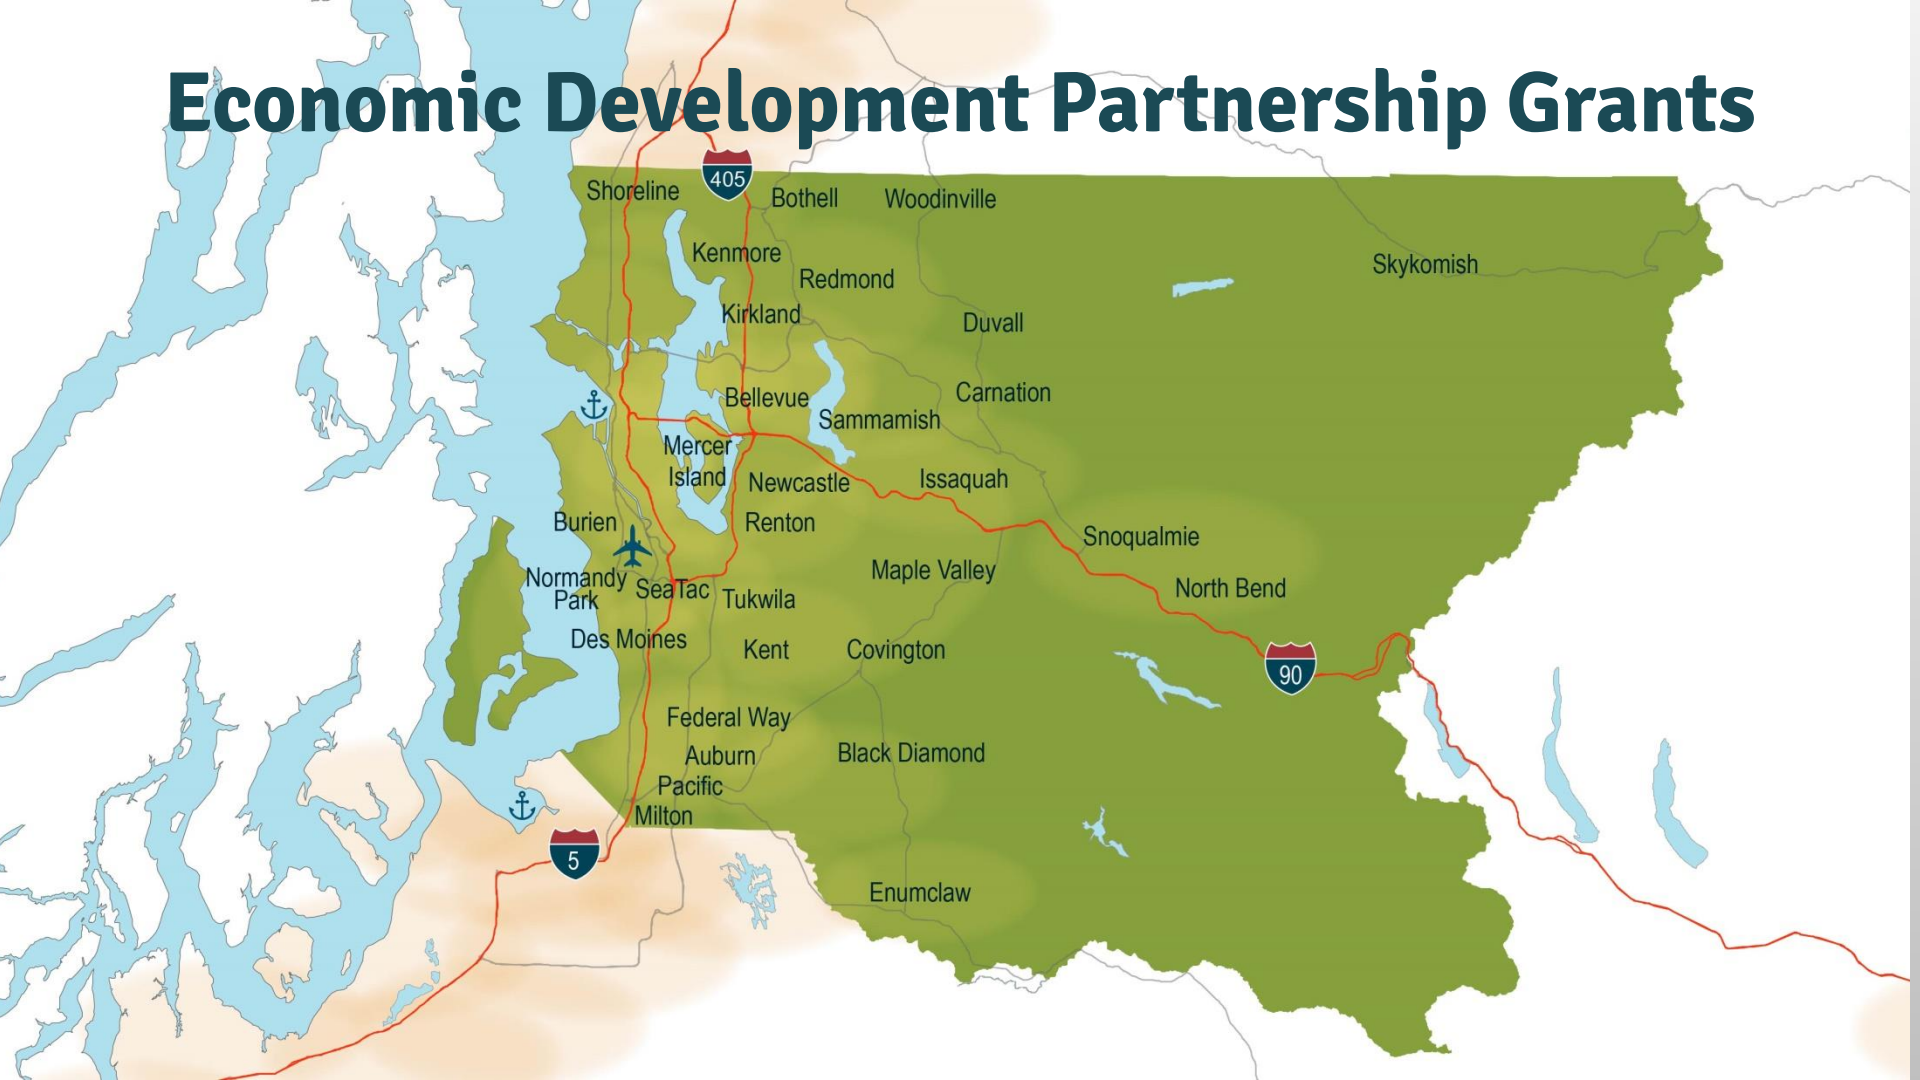 Economic Development Partnership Grants
405
Shoreline
Bothell
Woodinville
Kenmore
Redmond
Skykomish
Kirkland
Duvall
Bellevue
Carnation
Sammamish
Mercer
Island
Newcastle
Issaquah
Burien
Renton
Snoqualmie
Normandy
Park
SeaTac
Tukwila
Maple Valley
North Bend
Des Moines
Kent
Covington
90
Federal Way
Auburn
Black Diamond
Pacific
Milton
5
Enumclaw